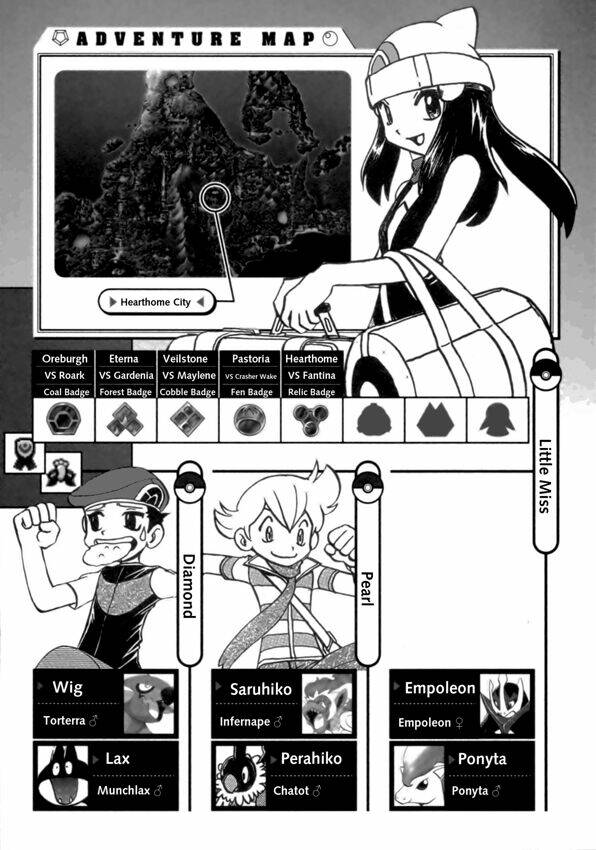 ADVENTURE MAP
Hearthome City
Oreburgh
VS Roark
Coal Badge
Eterna
VS Gardenia
Forest Badge
Veilstone
VS Maylene
Cobble Badge
Pastoria
VS Crasher Wake
Fen Badge
Hearthome
VS Fantina
Relic Badge
Little Miss
Diamond
Pearl
Wig
Torterra ♂
Lax
Munchlax ♂
Saruhiko
Infernape ♂
Perahiko
Chatot ♂
Empoleon
Empoleon ♀
Ponyta
Ponyta ♂